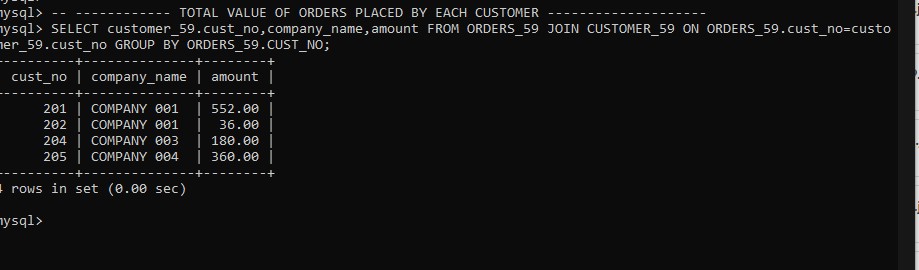 mysql> -- ------------ TOTAL VALUE OF ORDERS PLACED BY EACH CUSTOMER --------------------
mysql> SELECT customer_59.cust_no,company_name,amount FROM ORDERS_59 JOIN CUSTOMER_59 ON ORDERS_59.cust_no=custo
mer_59.cust_no GROUP BY ORDERS_59.CUST_NO;
----------+--------------+--------+
cust_no | company_name | amount |
----------+--------------+--------+
201 | COMPANY 001 | 552.00 |
202 | COMPANY 001 | 36.00 |
204 | COMPANY 003 | 180.00 |
205 | COMPANY 004 | 360.00 |
----------+--------------+--------+
4 rows in set (0.00 sec)
mysql>